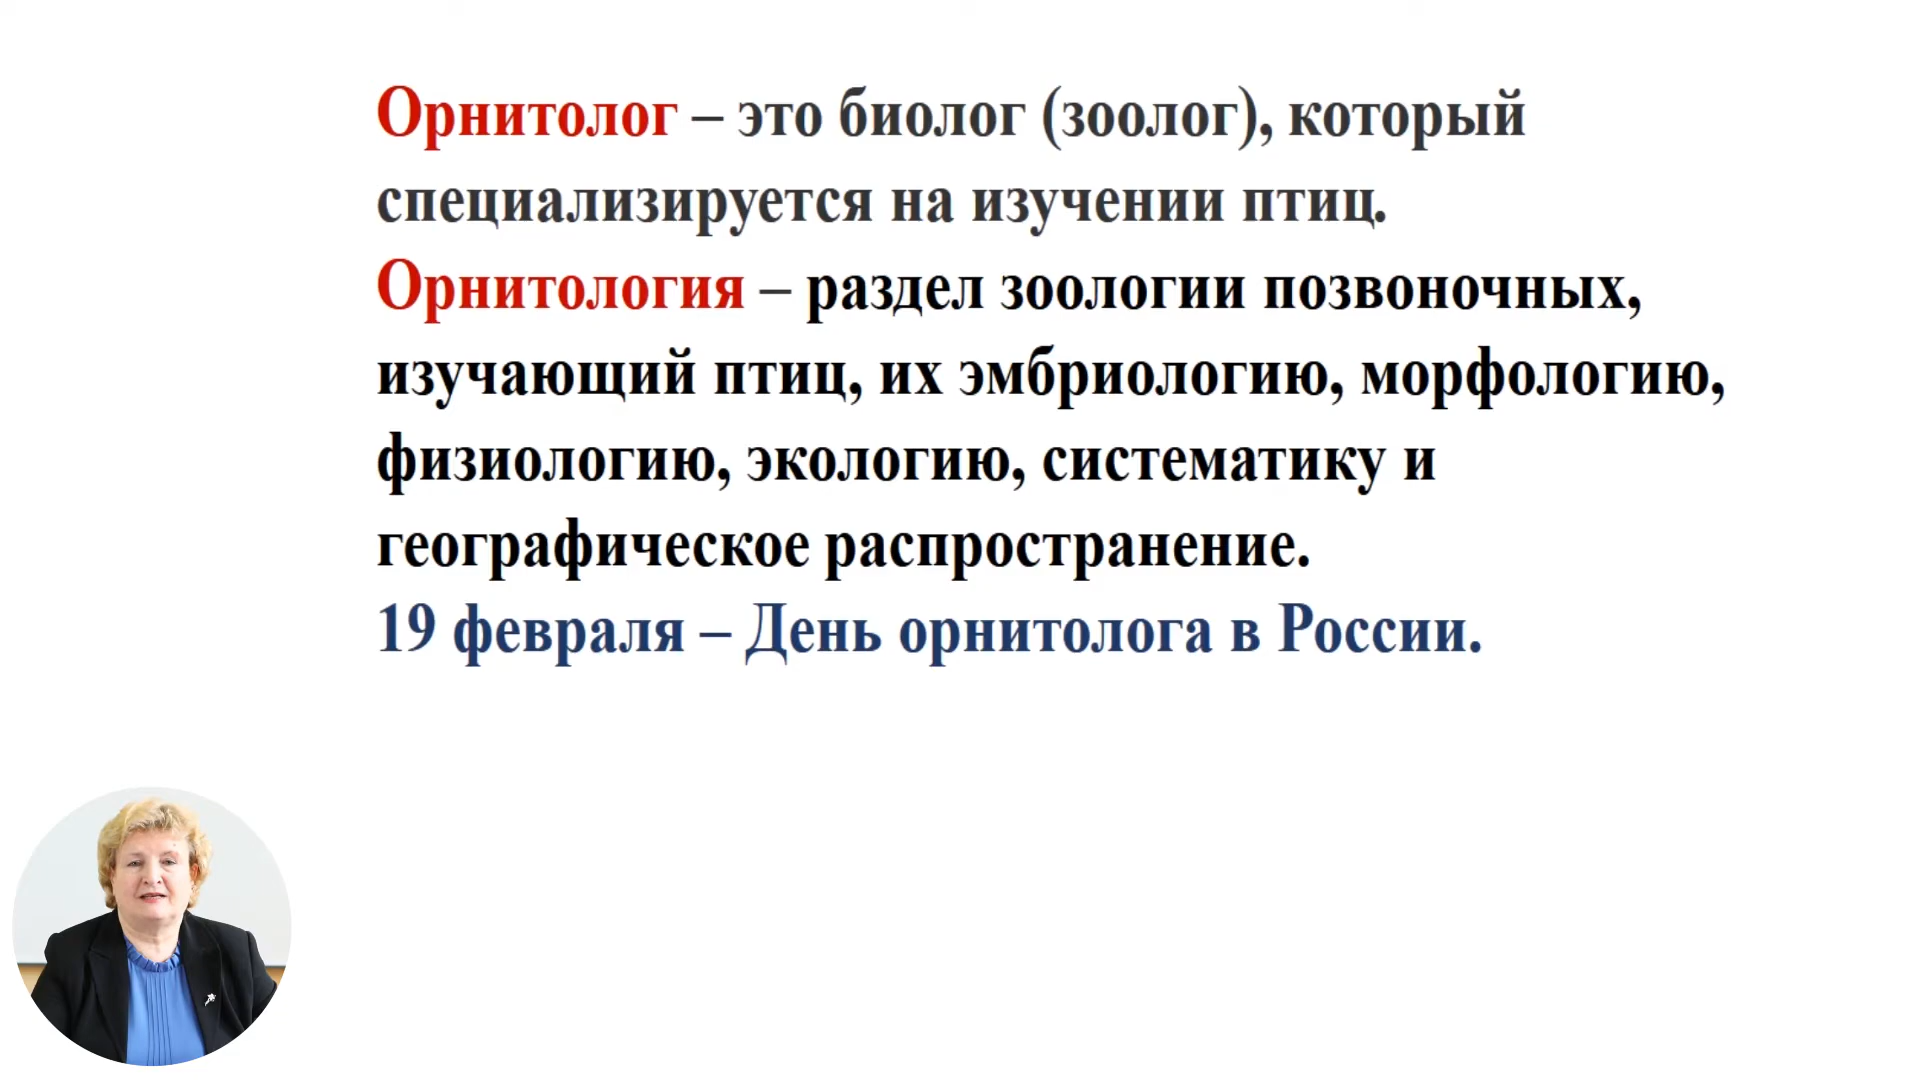 Орнитолог – это биолог (зоолог), который
специализируется на изучении птиц.
Орнитология – раздел зоологии позвоночных,
изучающий птиц, их эмбриологию, морфологию,
физиологию, экологию, систематику и
географическое распространение.
19 февраля – День орнитолога в России.